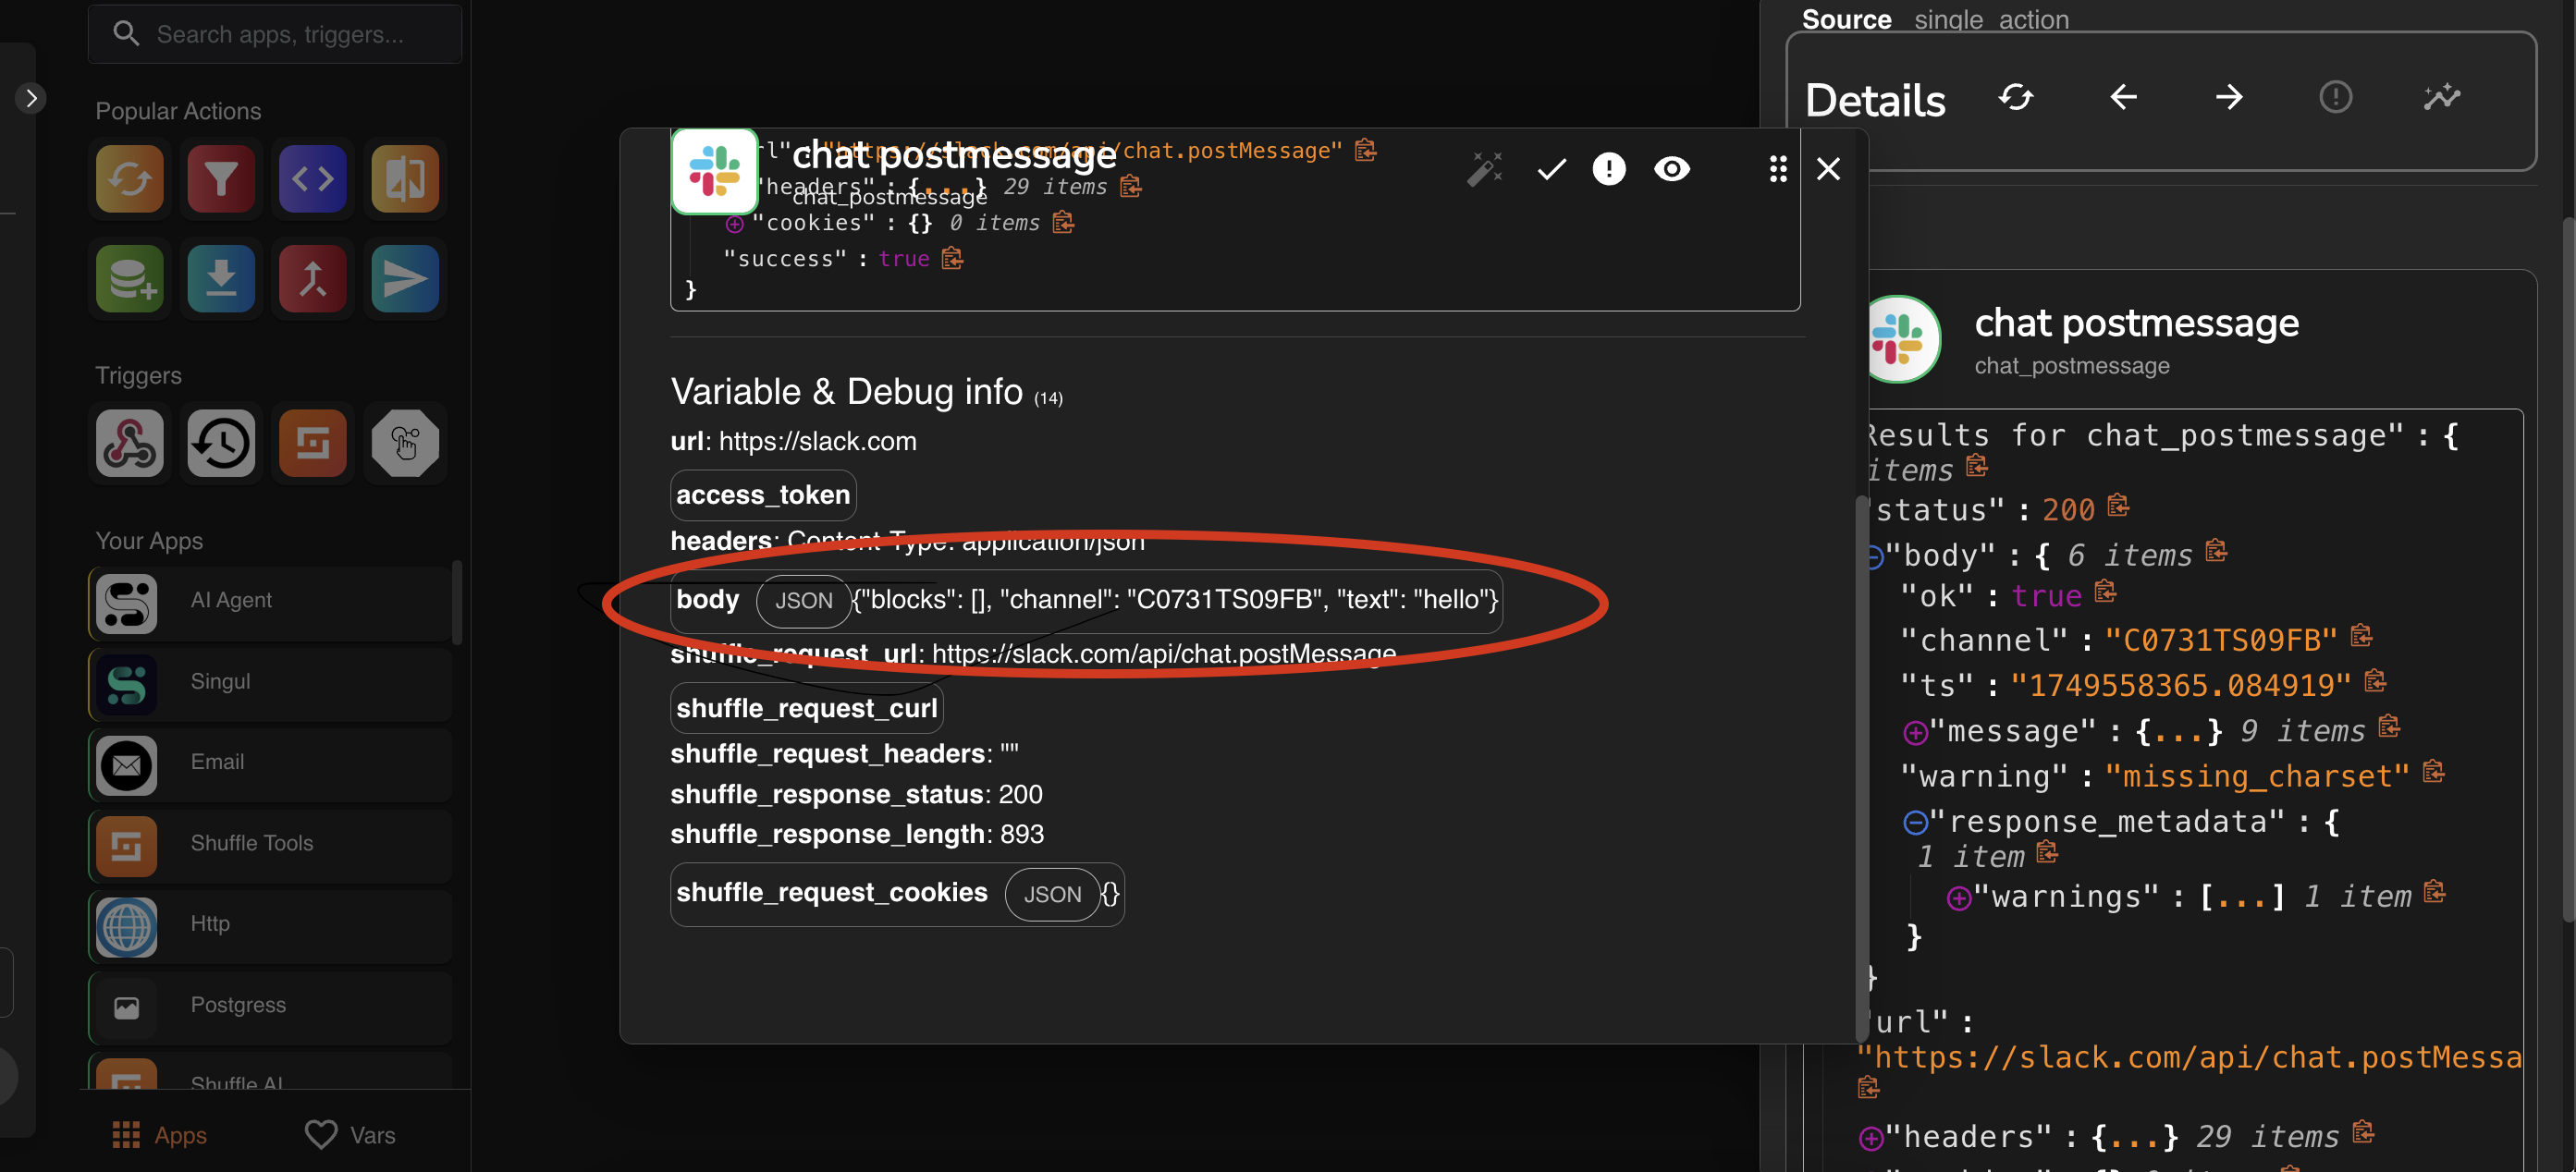 Search apps, triggers...
Popular Actions
Triggers
Your Apps
AI Agent
Singul
Email
Shuffle Tools
Http
Postgress
Shuffle AI
Apps
Vars
chat postmessage
chat_postmessage
rl" : "https://slack.com/api/chat.postMessage"
"headers" : {...} 29 items
"cookies" : {} 0 items
"success" : true
}
Variable & Debug info (14)
url: https://slack.com
access_token
headers: Content-Type: application/json
body JSON {"blocks": [], "channel": "C0731TS09FB", "text": "hello"}
shuffle_request_url: https://slack.com/api/chat.postMessage
shuffle_request_curl
shuffle_request_headers: ""
shuffle_response_status: 200
shuffle_response_length: 893
shuffle_request_cookies JSON {}
Source single_action
Details
chat postmessage
chat_postmessage
Results for chat_postmessage" : {
items
"status" : 200
"body" : { 6 items
"ok" : true
"channel" : "C0731TS09FB"
"ts" : "1749558365.084919"
"message" : {...} 9 items
"warning" : "missing_charset"
"response_metadata" : {
1 item
"warnings" : [...] 1 item
}
}
"url" :
"https://slack.com/api/chat.postMessa
"headers" : {...} 29 items